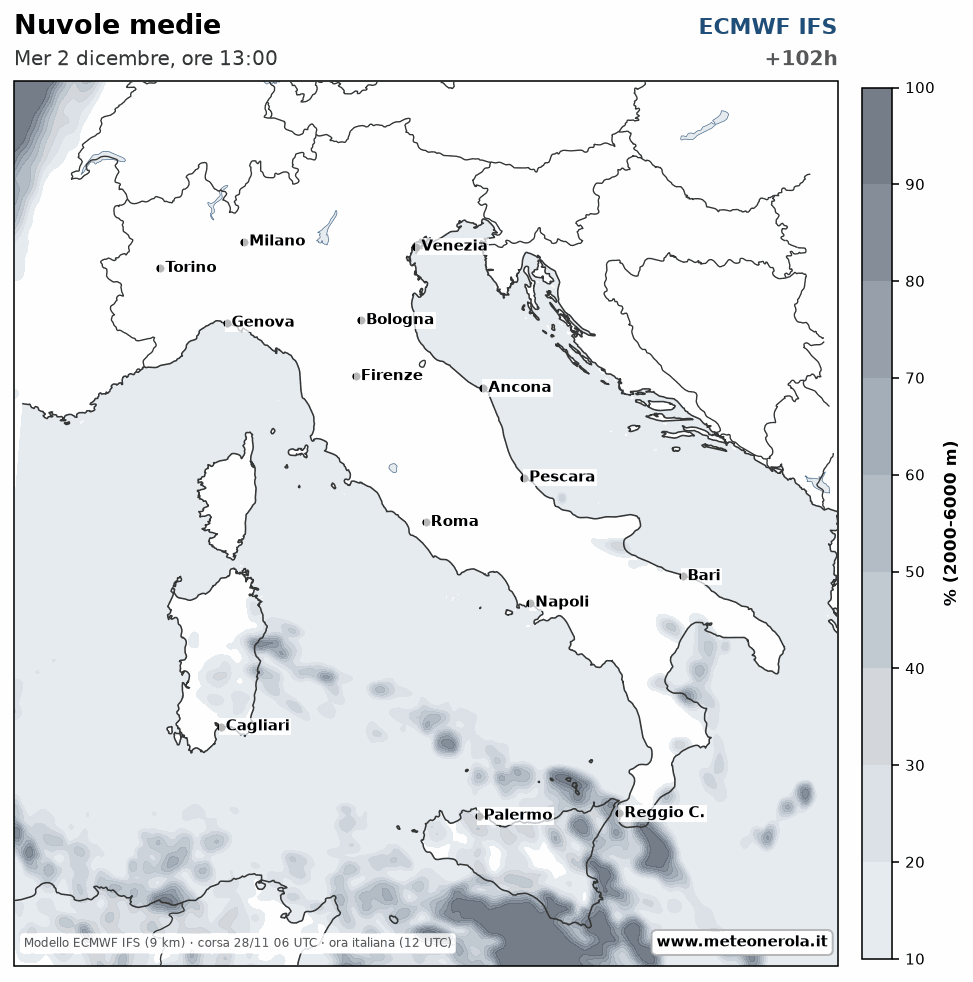 Nuvole medie
ECMWF IFS
Mer 2 dicembre, ore 13:00
+102h
Milano
Venezia
Torino
Genova
Bologna
Firenze
Ancona
Pescara
Roma
Bari
Napoli
Cagliari
Palermo
Reggio C.
Modello ECMWF IFS (9 km) · corsa 28/11 06 UTC · ora italiana (12 UTC)
www.meteonerola.it
100
90
80
70
60
50
40
30
20
10
% (2000-6000 m)